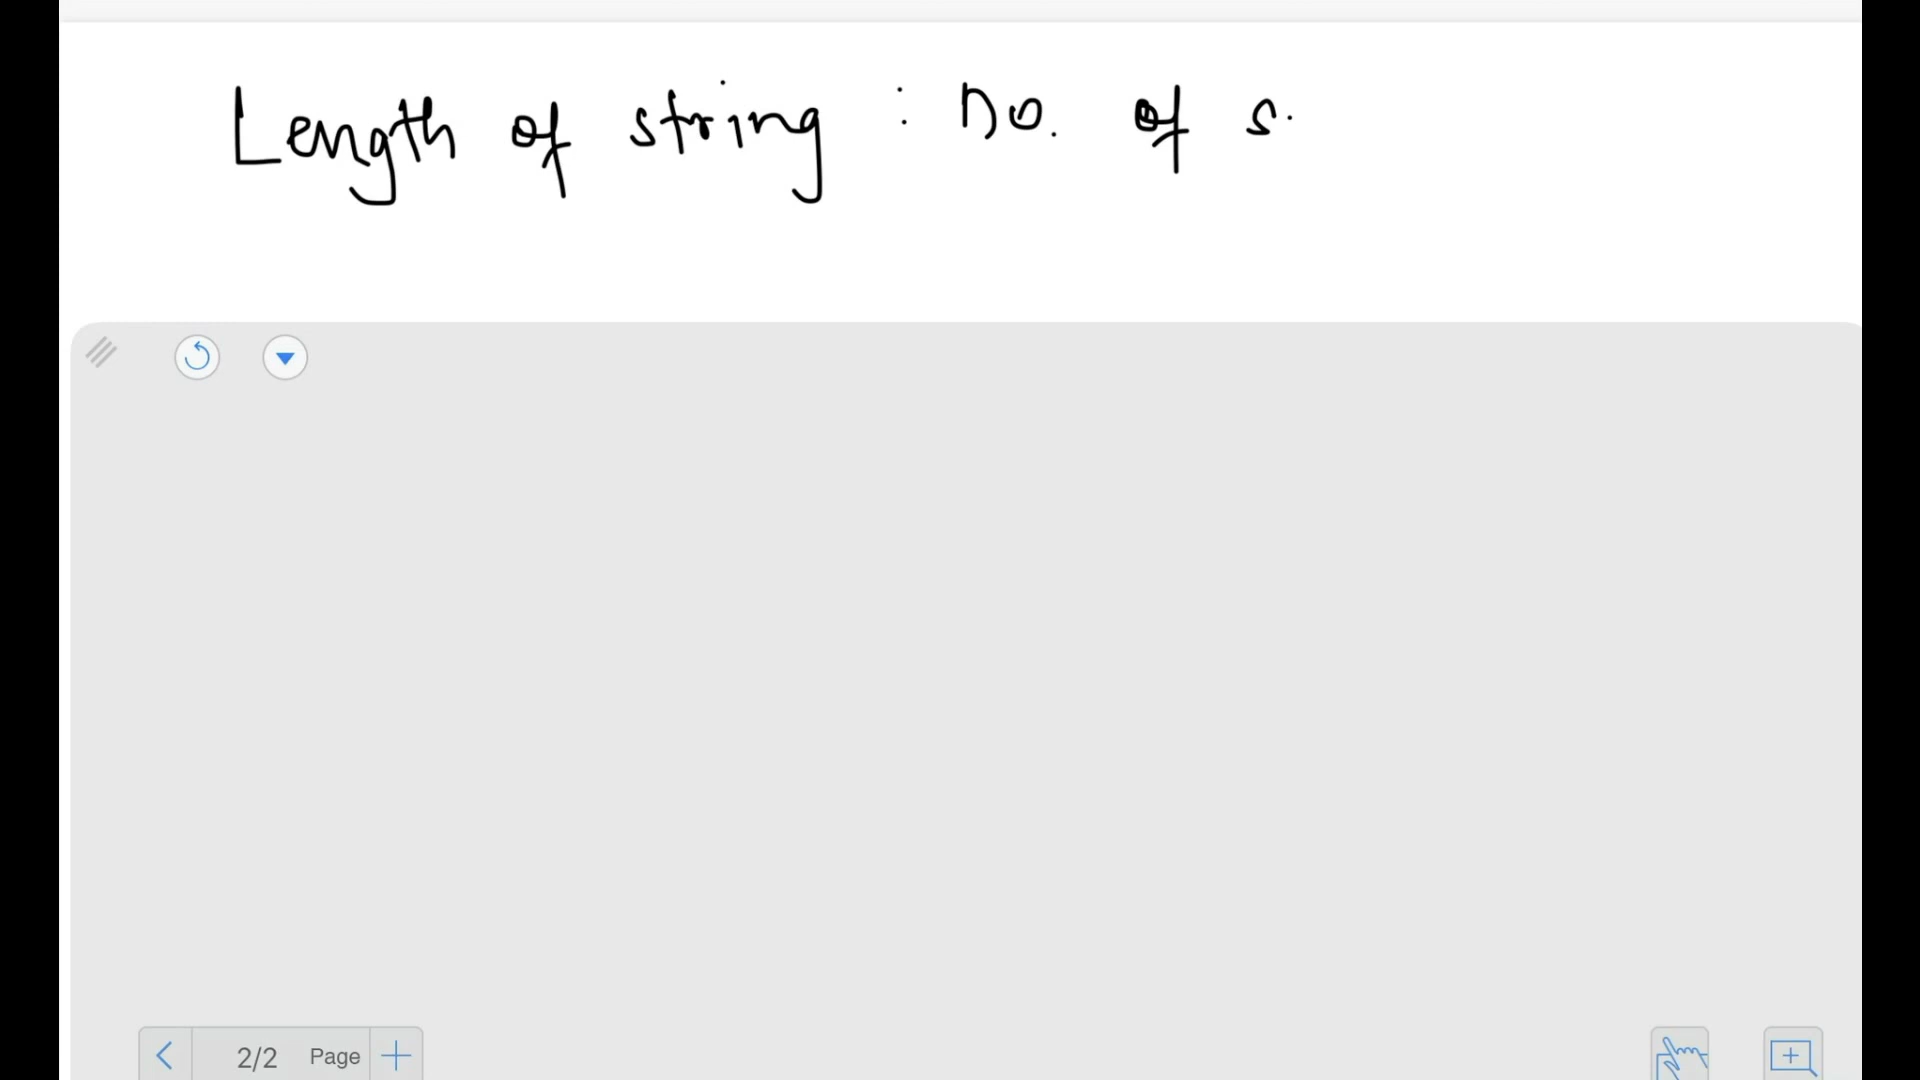 Length of string : no. of s.
2/2 Page